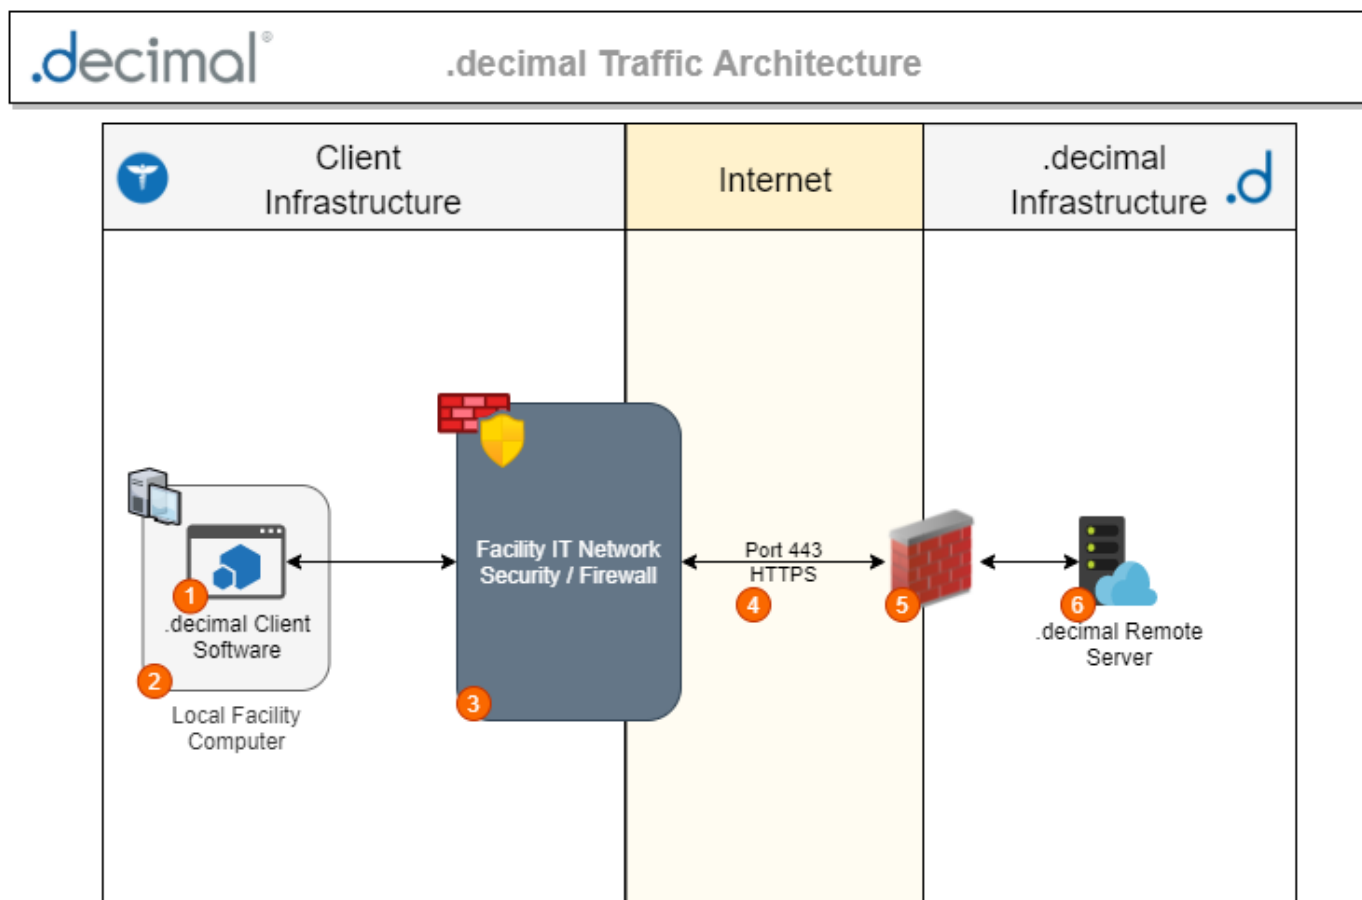 .decimal®
.decimal Traffic Architecture
Client
Infrastructure
Internet
.decimal
Infrastructure
.d
Facility IT Network
Security / Firewall
Port 443
HTTPS
1
4
5
6
.decimal Client
Software
.decimal Remote
Server
2
3
Local Facility
Computer